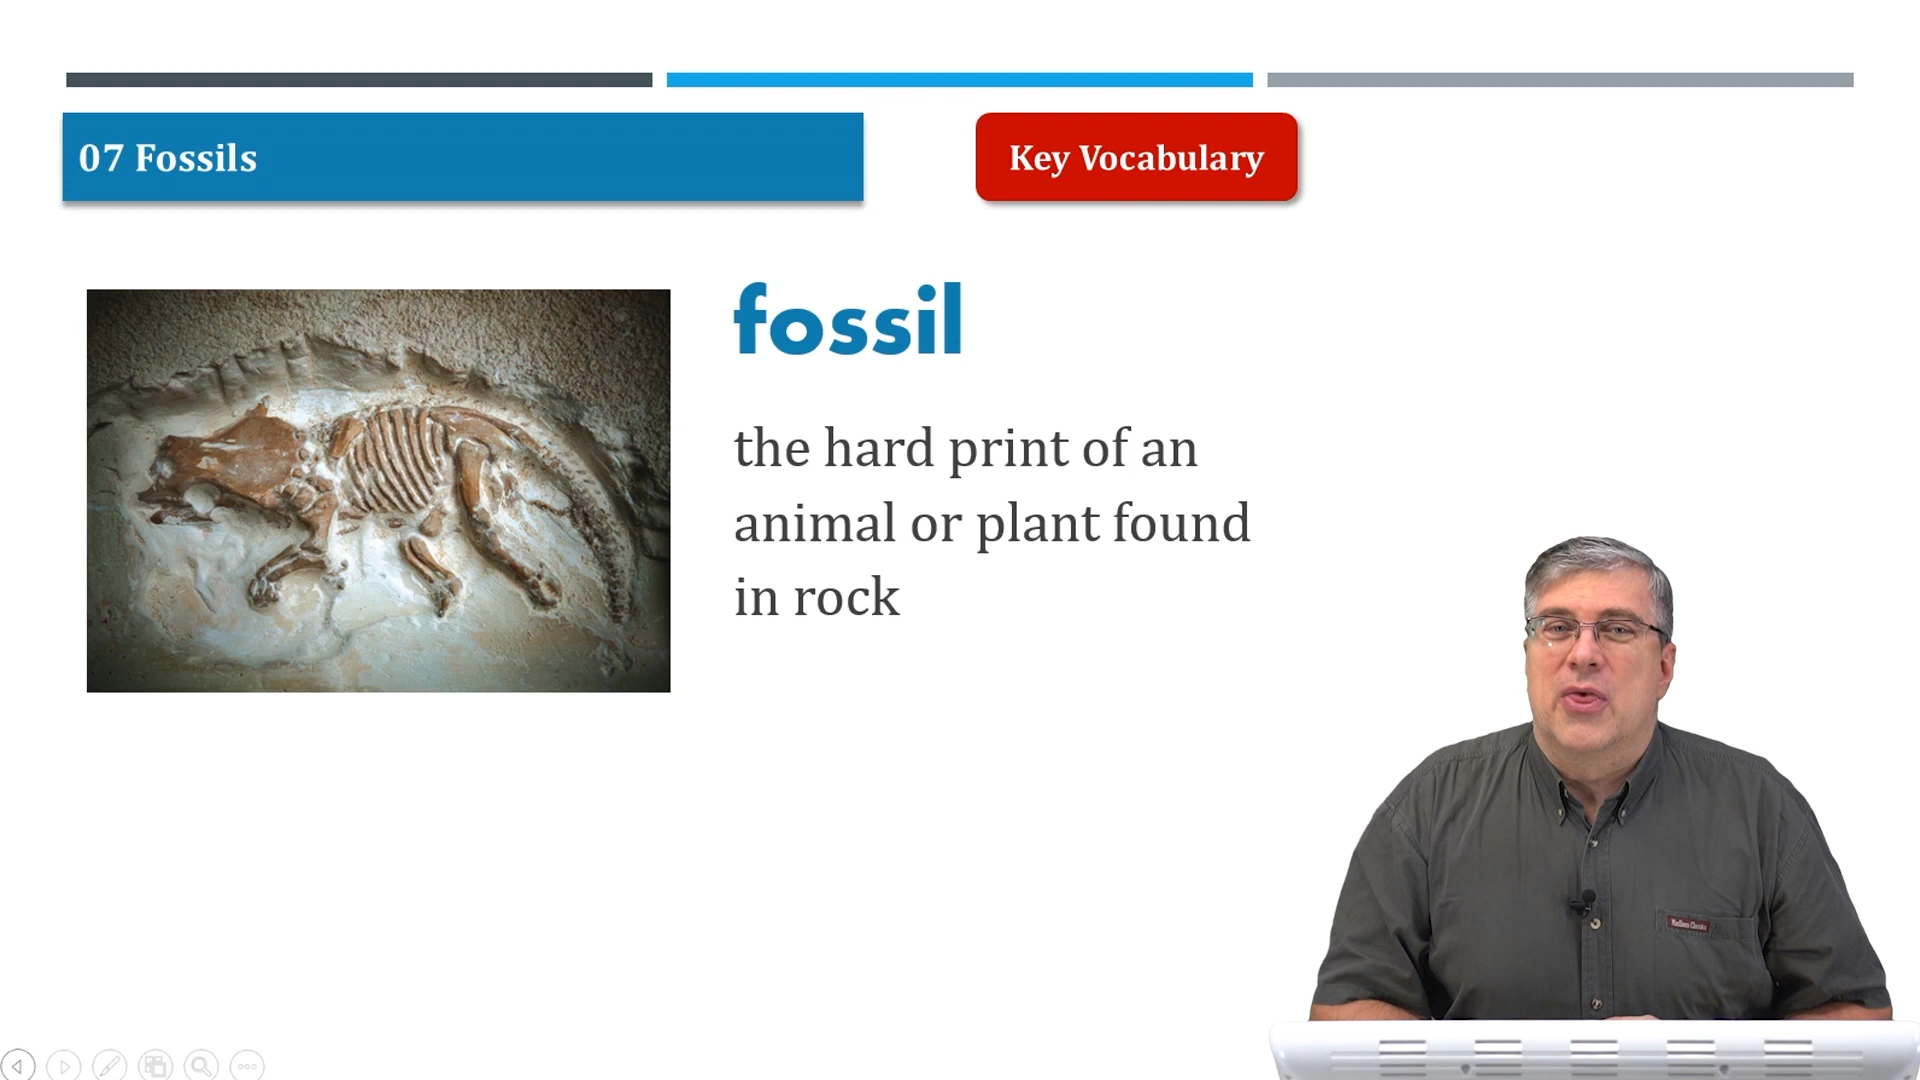 07 Fossils
Key Vocabulary
fossil
the hard print of an
animal or plant found
in rock